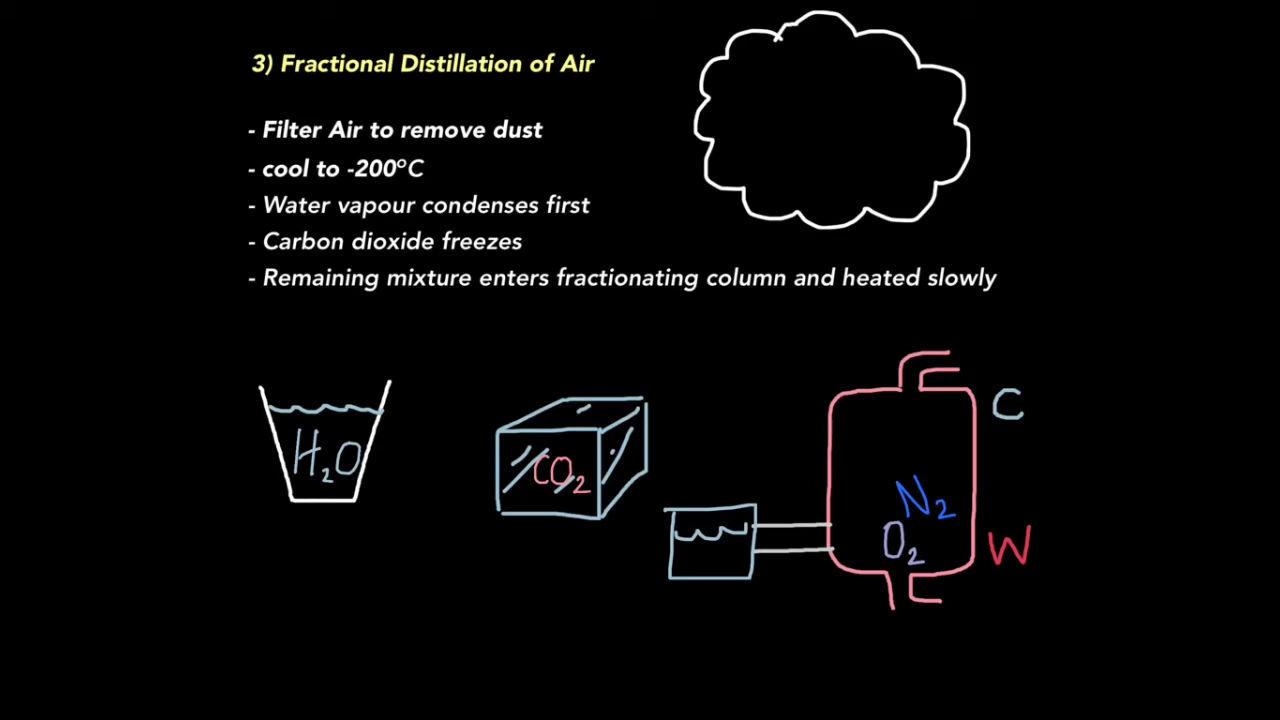 3) Fractional Distillation of Air
- Filter Air to remove dust
- cool to -200°C
- Water vapour condenses first
- Carbon dioxide freezes
- Remaining mixture enters fractionating column and heated slowly
H₂O
CO₂
C
N₂
O₂
W